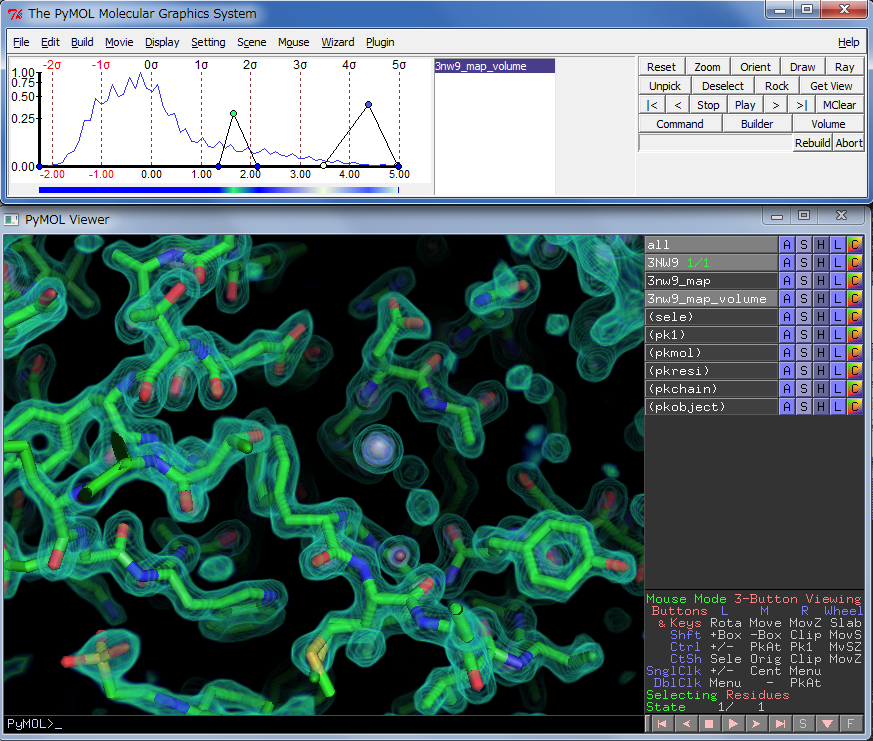 The PyMOL Molecular Graphics System
File Edit Build Movie Display Setting Scene Mouse Wizard Plugin Help
-2σ -1σ 0σ 1σ 2σ 3σ 4σ 5σ
1.00
0.75
0.50
0.25
0.00
-2.00 -1.00 0.00 1.00 2.00 3.00 4.00 5.00
3nw9_map_volume
Reset Zoom Orient Draw Ray
Unpick Deselect Rock Get View
|< < Stop Play > >| MClear
Command Builder Volume
Rebuild Abort
PyMOL Viewer
all A S H L C
3NW9 1/1 A S H L C
3nw9_map A S H L C
3nw9_map_volume A S H L C
(sele) A S H L C
(pk1) A S H L C
(pkmol) A S H L C
(pkresi) A S H L C
(pkchain) A S H L C
(pkobject) A S H L C
Mouse Mode 3-Button Viewing
Buttons L M R Wheel
& Keys Rota Move MovZ Slab
Shft +Box -Box Clip MovS
Ctrl +/- PkAt Pk1 MvSZ
CtSh Sele Orig Clip MovZ
SnglClk +/- Cent Menu
DblClk Menu - PkAt
Selecting Residues
State 1/ 1
PyMOL>_
S F